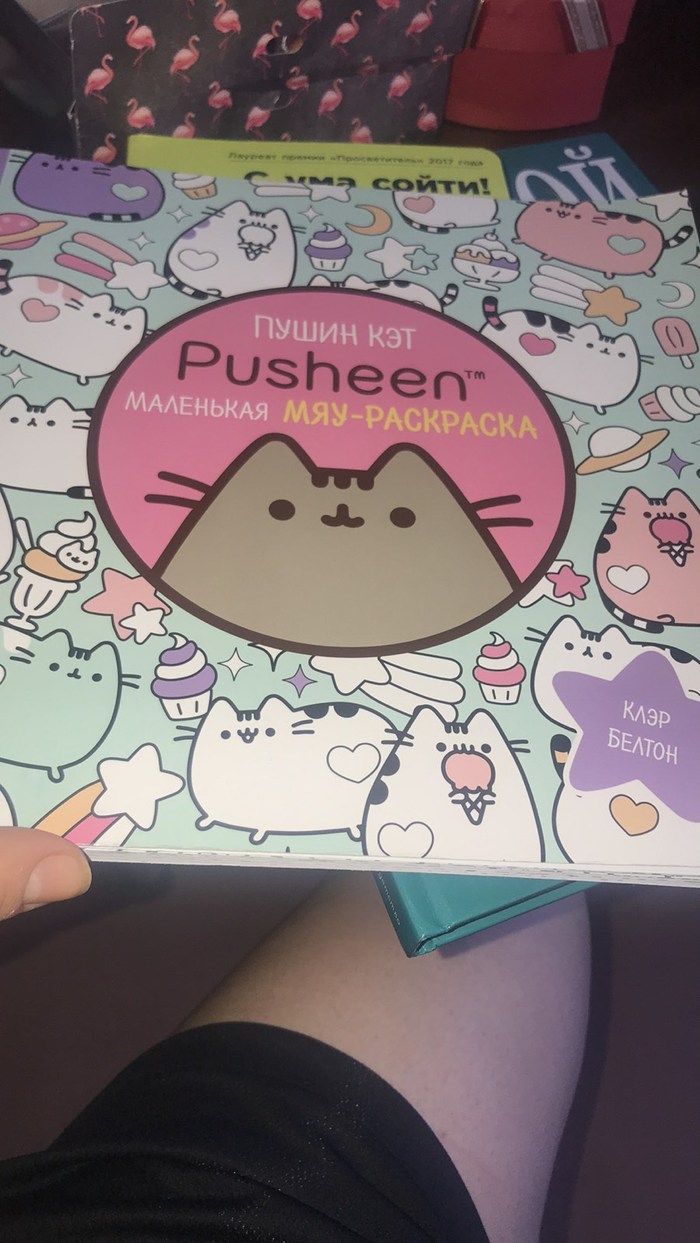 Лауреат премии «Просветитель» 2017 года
С ума сойти!
ОЙ
ПУШИН КЭТ
Pusheen™
МАЛЕНЬКАЯ МЯУ-РАСКРАСКА
КЛЭР
БЕЛТОН